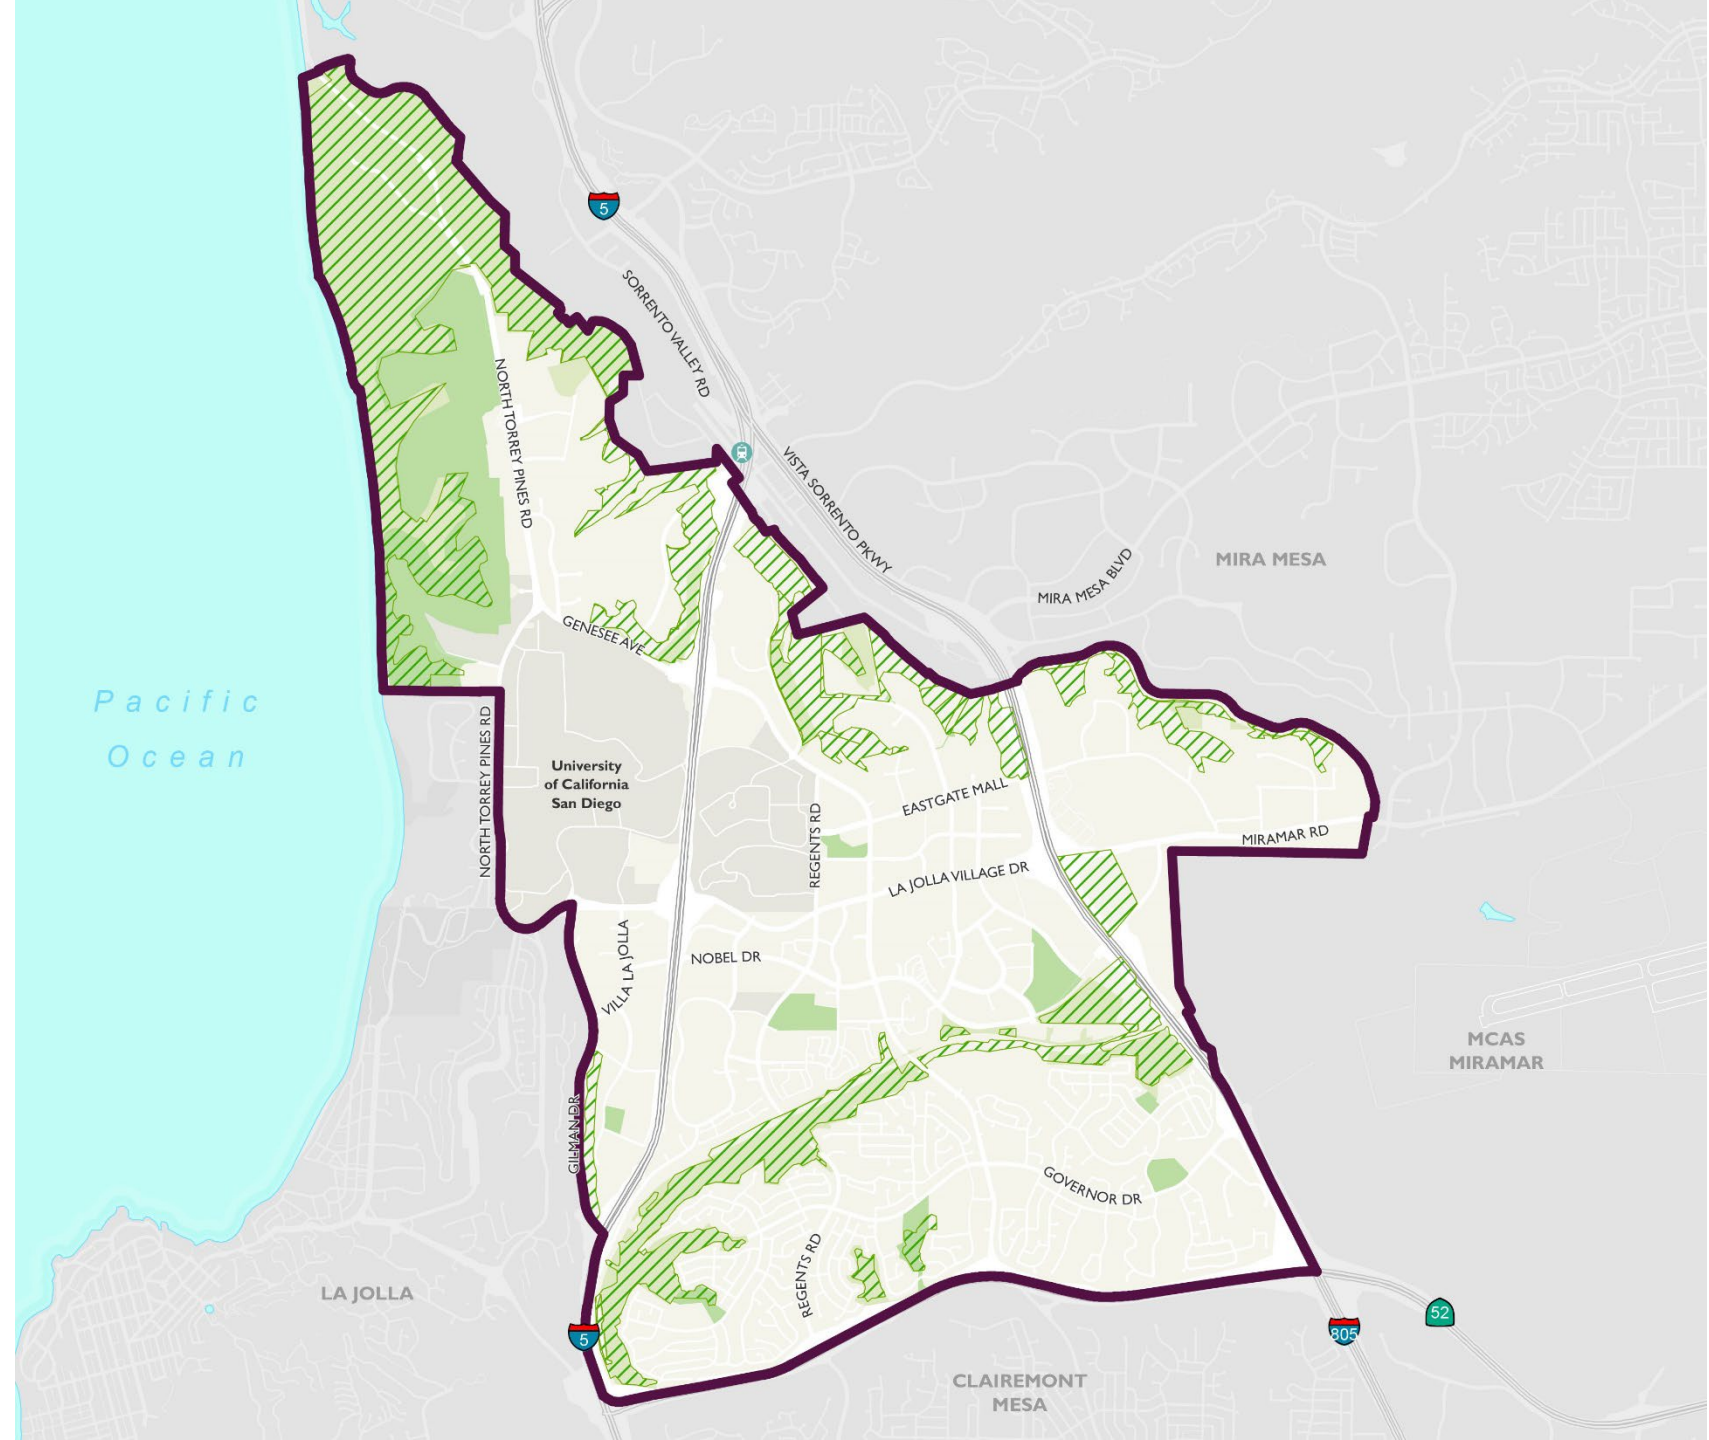 5
SORRENTO VALLEY RD
NORTH TORREY PINES RD
VISTA SORRENTO PKWY
MIRA MESA
MIRA MESA BLVD
GENESEE AVE
Pacific
Ocean
NORTH TORREY PINES RD
University
of California
San Diego
EASTGATE MALL
REGENTS RD
MIRAMAR RD
LA JOLLA VILLAGE DR
VILLA LA JOLLA
NOBEL DR
MCAS
MIRAMAR
GILMAN DR
GOVERNOR DR
REGENTS RD
LA JOLLA
5
52
805
CLAIREMONT
MESA